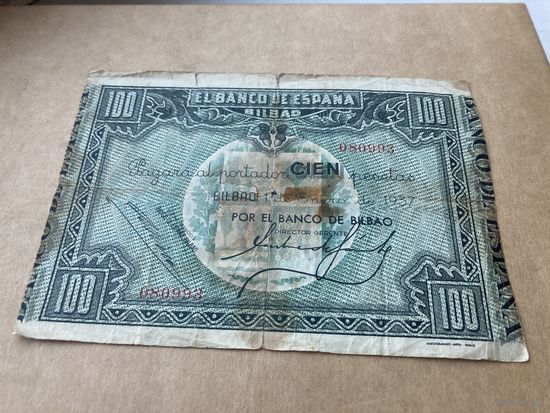 EL BANCO DE ESPAÑA
BILBAO
100 100
080993
Pagará al portador CIEN pesetas
BILBAO 1º de Enero de 1937
POR EL BANCO DE BILBAO
DIRECTOR GERENTE
080993
100 100
BANCO DE ESPAÑA